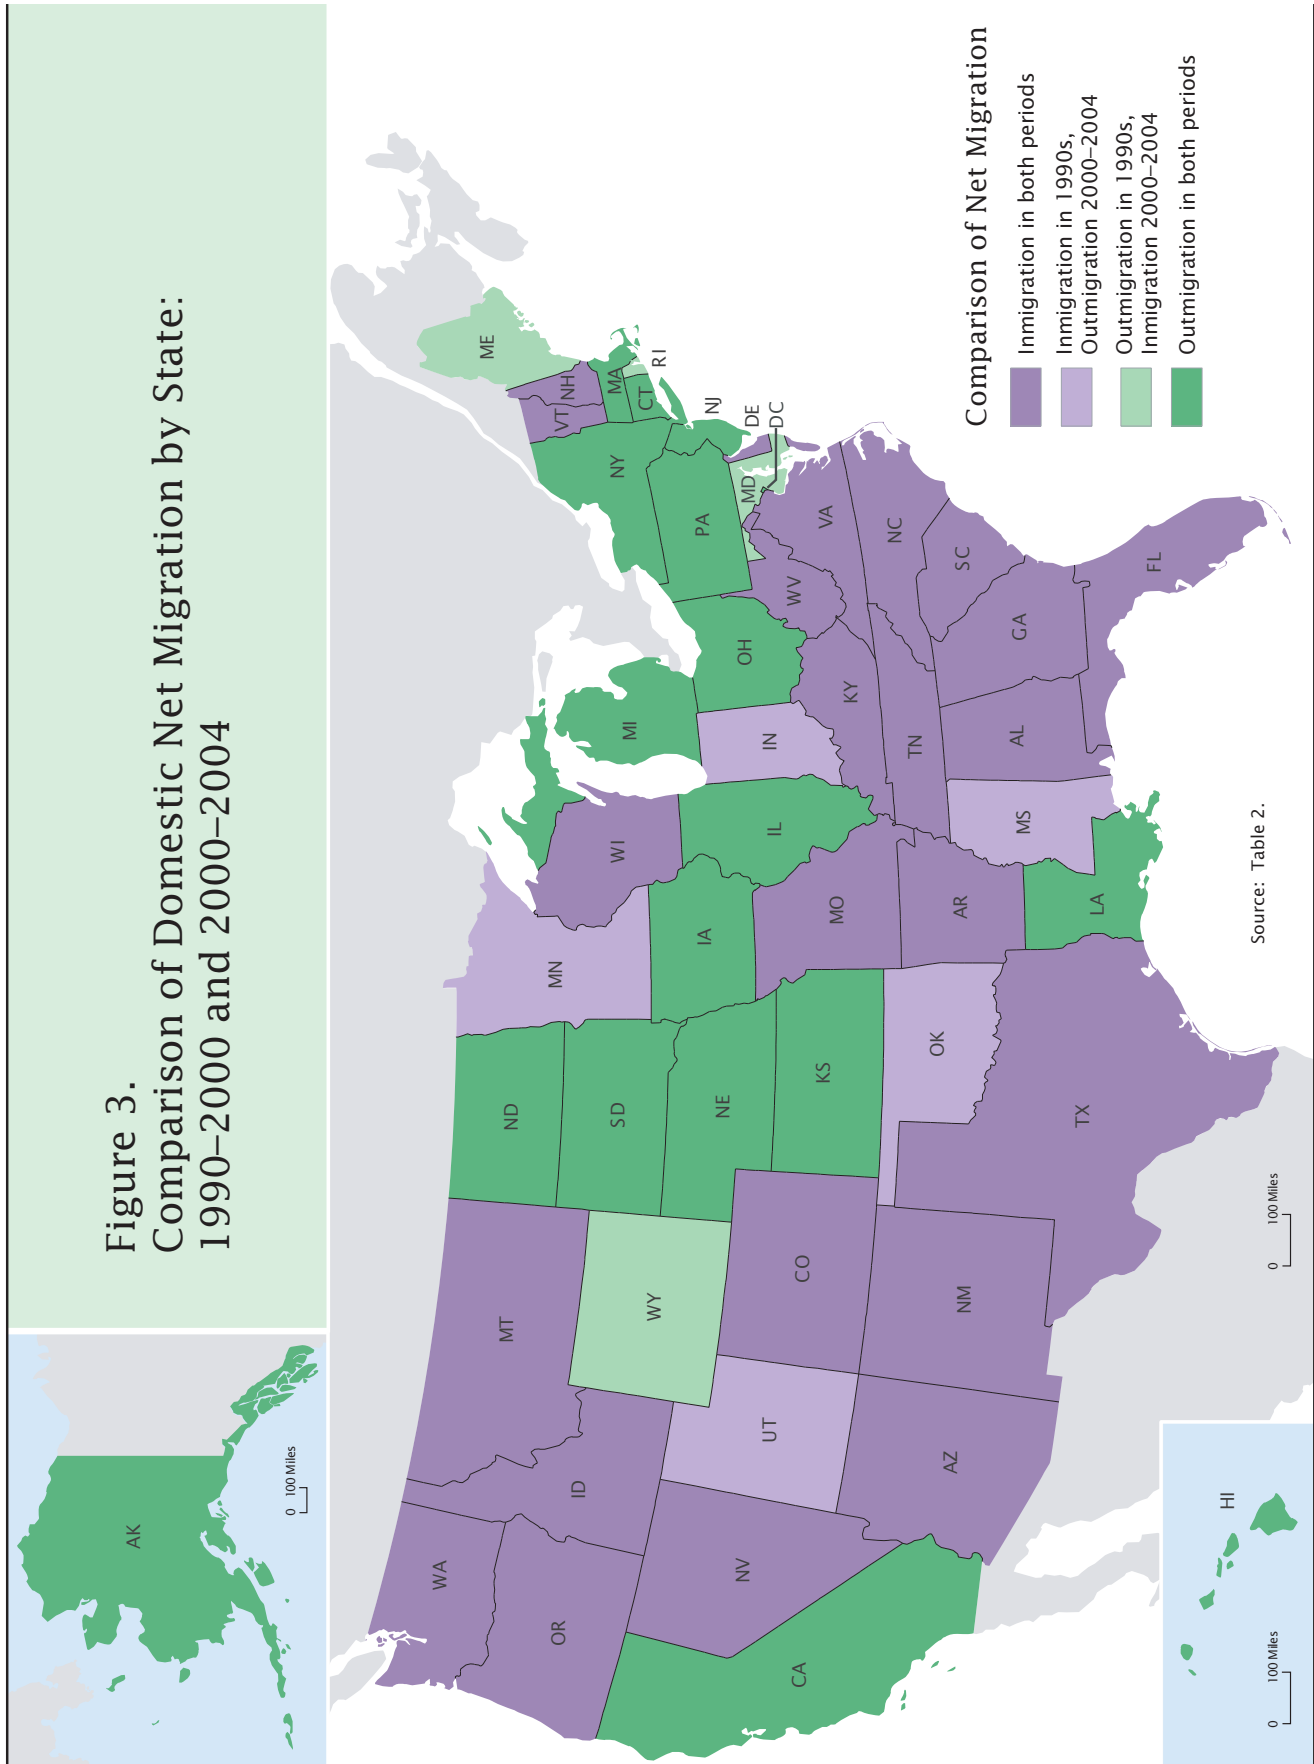 Figure 3.
Comparison of Domestic Net Migration by State:
1990–2000 and 2000–2004
AK
0 100 Miles
WA
MT
ND
MN
ME
VT
NH
OR
ID
SD
WI
MI
NY
MA
CT
RI
WY
NE
IA
PA
NJ
NV
UT
CO
KS
IL
IN
OH
MD
DE
DC
CA
MO
KY
WV
VA
AZ
NM
OK
AR
TN
NC
SC
TX
LA
MS
AL
GA
FL
HI
0 100 Miles
0 100 Miles
Source: Table 2.
Comparison of Net Migration
Inmigration in both periods
Inmigration in 1990s,
Outmigration 2000–2004
Outmigration in 1990s,
Inmigration 2000–2004
Outmigration in both periods